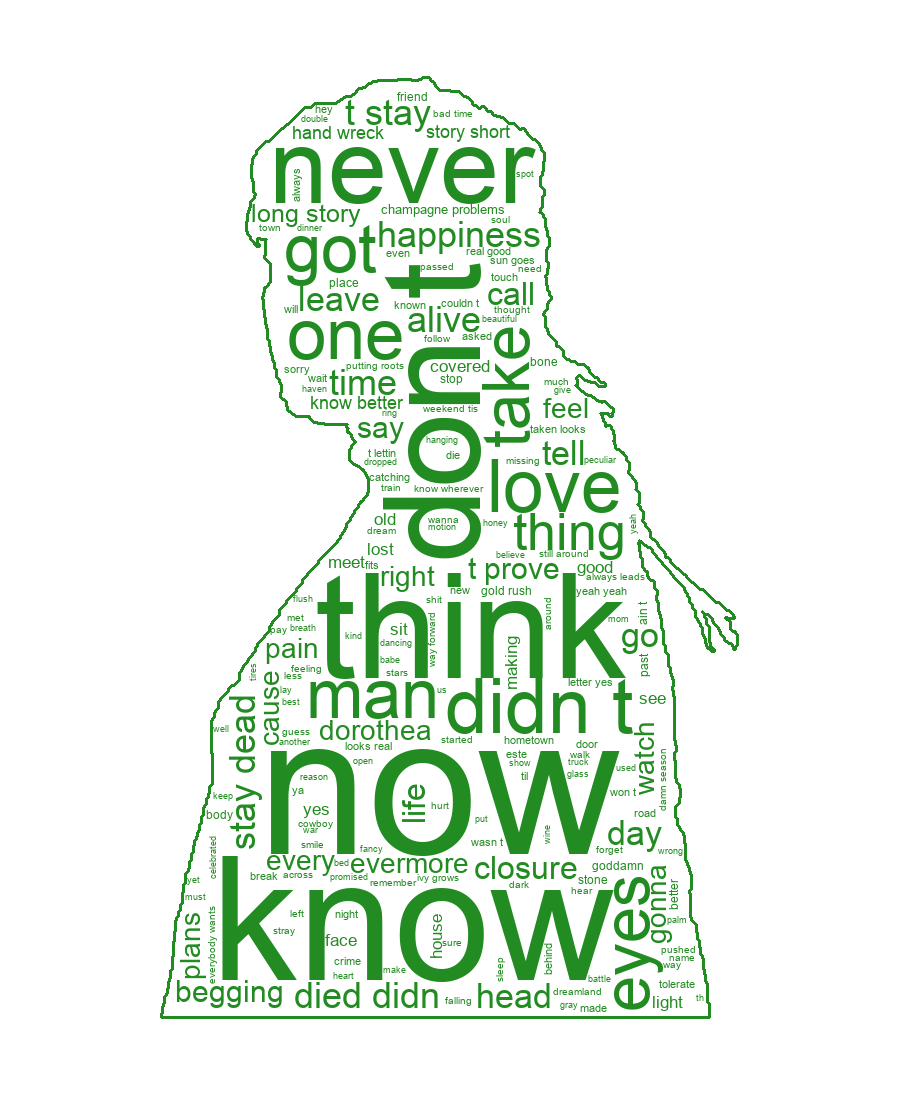 friend
hey
double
t stay
bad time
hand wreck
story short
never
spot
always
long story
champagne problems
soul
town
dinner
got
happiness
even
real good
sun goes
need
passed
don t
touch
place
leave
will
known
couldn t
call
thought
one
alive
beautiful
follow
asked
take
sorry
putting roots
covered
bone
wait
time
stop
much
haven
give
know better
ring
weekend tis
feel
say
taken looks
hanging
t lettin
die
tell
dropped
missing
peculiar
catching
train
know wherever
love
old
wanna
motion
honey
thing
yeah
dream
lost
believe
still around
meet
fits
right
t prove
good
always leads
new
gold rush
yeah yeah
flush
shit
think
around
ain t
met
mom
pay
breath
sit
kind
dancing
way forward
go
pain
babe
making
past
feeling
stars
tires
less
cause
letter yes
lay
man
us
didn t
see
best
stay dead
well
guess
dorothea
another
looks real
started
hometown
door
watch
now
open
este
walk
show
truck
used
reason
til
glass
damn season
ya
life
keep
yes
hurt
won t
body
cowboy
put
road
war
wine
day
smile
wasn t
celebrated
fancy
forget
wrong
every
bed
evermore
closure
goddamn
break
across
promised
remember
ivy grows
dark
stone
yet
know
hear
eyes
gonna
better
must
left
night
house
palm
everybody wants
plans
stray
face
sure
behind
pushed
name
crime
sleep
way
heart
make
battle
tolerate
begging
died didn
falling
head
dreamland
gray
made
light
th